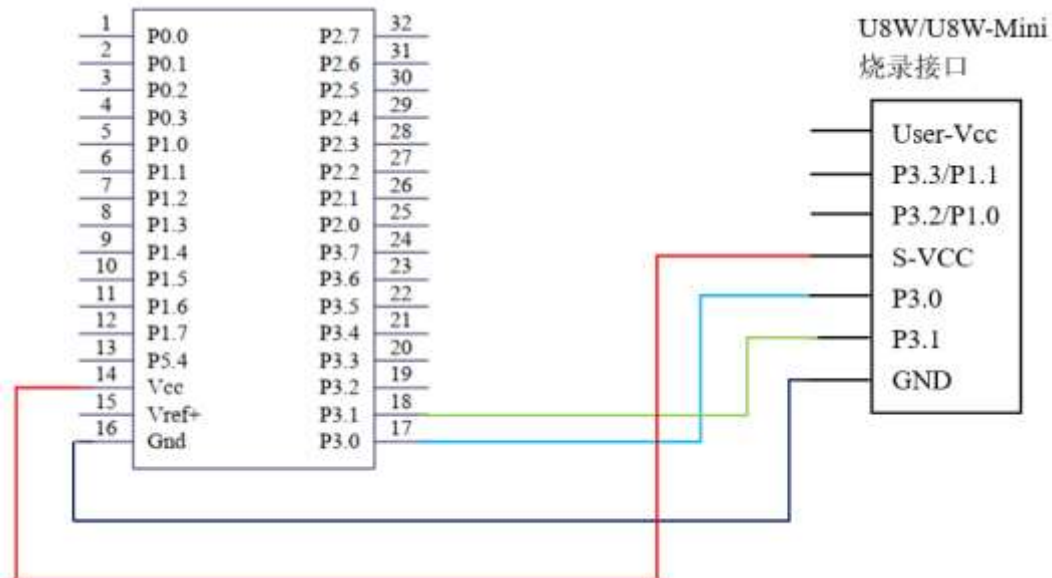 1 P0.0 P2.7 32
2 P0.1 P2.6 31
3 P0.2 P2.5 30
4 P0.3 P2.4 29
5 P1.0 P2.3 28
6 P1.1 P2.2 27
7 P1.2 P2.1 26
8 P1.3 P2.0 25
9 P1.4 P3.7 24
10 P1.5 P3.6 23
11 P1.6 P3.5 22
12 P1.7 P3.4 21
13 P5.4 P3.3 20
14 Vcc P3.2 19
15 Vref+ P3.1 18
16 Gnd P3.0 17
U8W/U8W-Mini
烧录接口
User-Vcc
P3.3/P1.1
P3.2/P1.0
S-VCC
P3.0
P3.1
GND